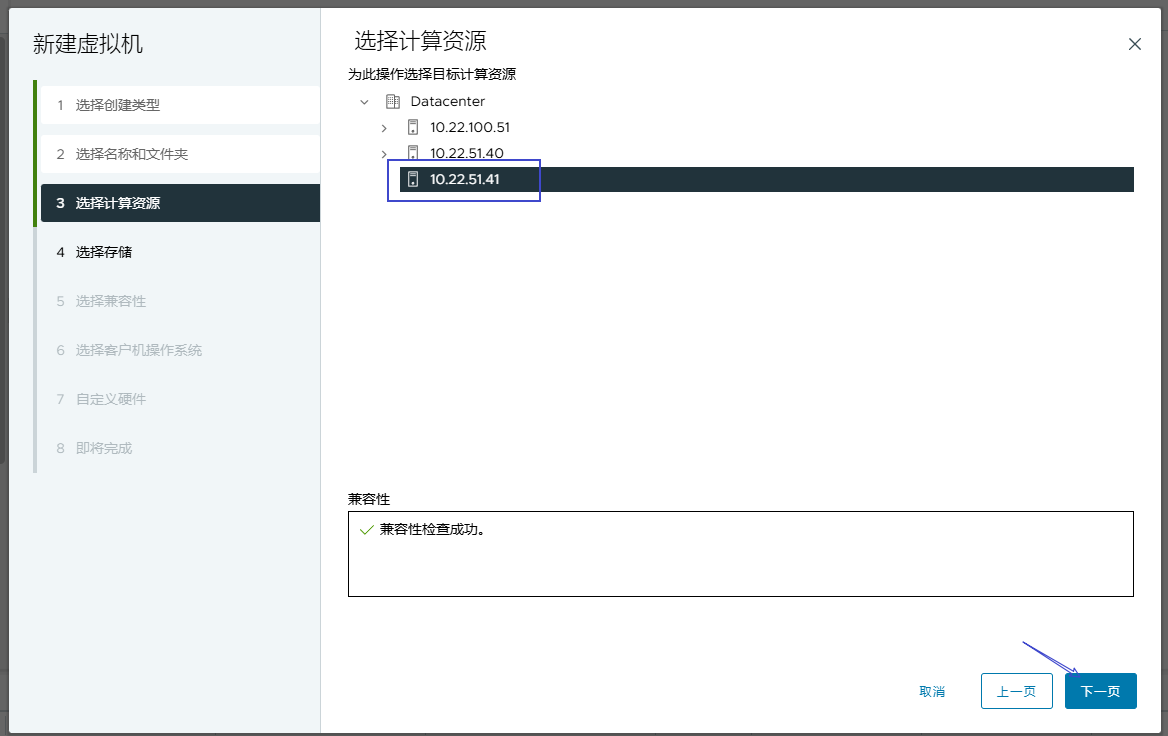 新建虚拟机
1 选择创建类型
2 选择名称和文件夹
3 选择计算资源
4 选择存储
5 选择兼容性
6 选择客户机操作系统
7 自定义硬件
8 即将完成
选择计算资源
为此操作选择目标计算资源
Datacenter
10.22.100.51
10.22.51.40
10.22.51.41
兼容性
兼容性检查成功。
取消 上一页 下一页